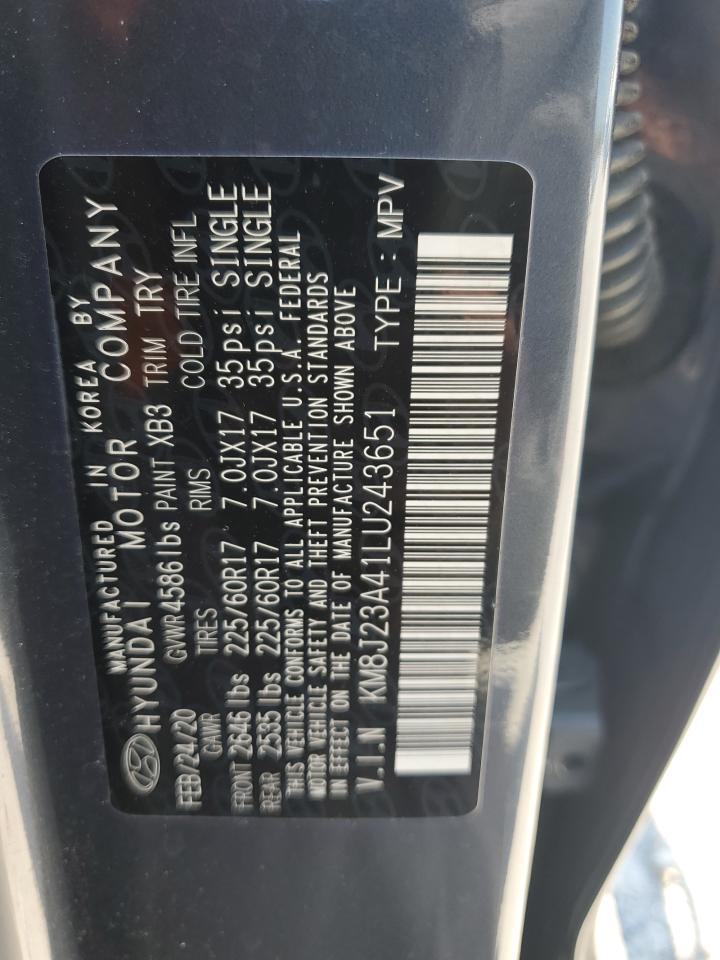 MANUFACTURED IN KOREA BY
HYUNDAI MOTOR COMPANY
FEB/24/20 GVWR 4586lbs PAINT XB3 TRIM TRY
GAWR TIRES RIMS COLD TIRE INFL
FRONT 2646 lbs 225/60R17 7.0JX17 35psi SINGLE
REAR 2535 lbs 225/60R17 7.0JX17 35psi SINGLE
THIS VEHICLE CONFORMS TO ALL APPLICABLE U.S.A. FEDERAL
MOTOR VEHICLE SAFETY AND THEFT PREVENTION STANDARDS
IN EFFECT ON THE DATE OF MANUFACTURE SHOWN ABOVE
V.I.N KM8J23A41LU243651 TYPE : MPV